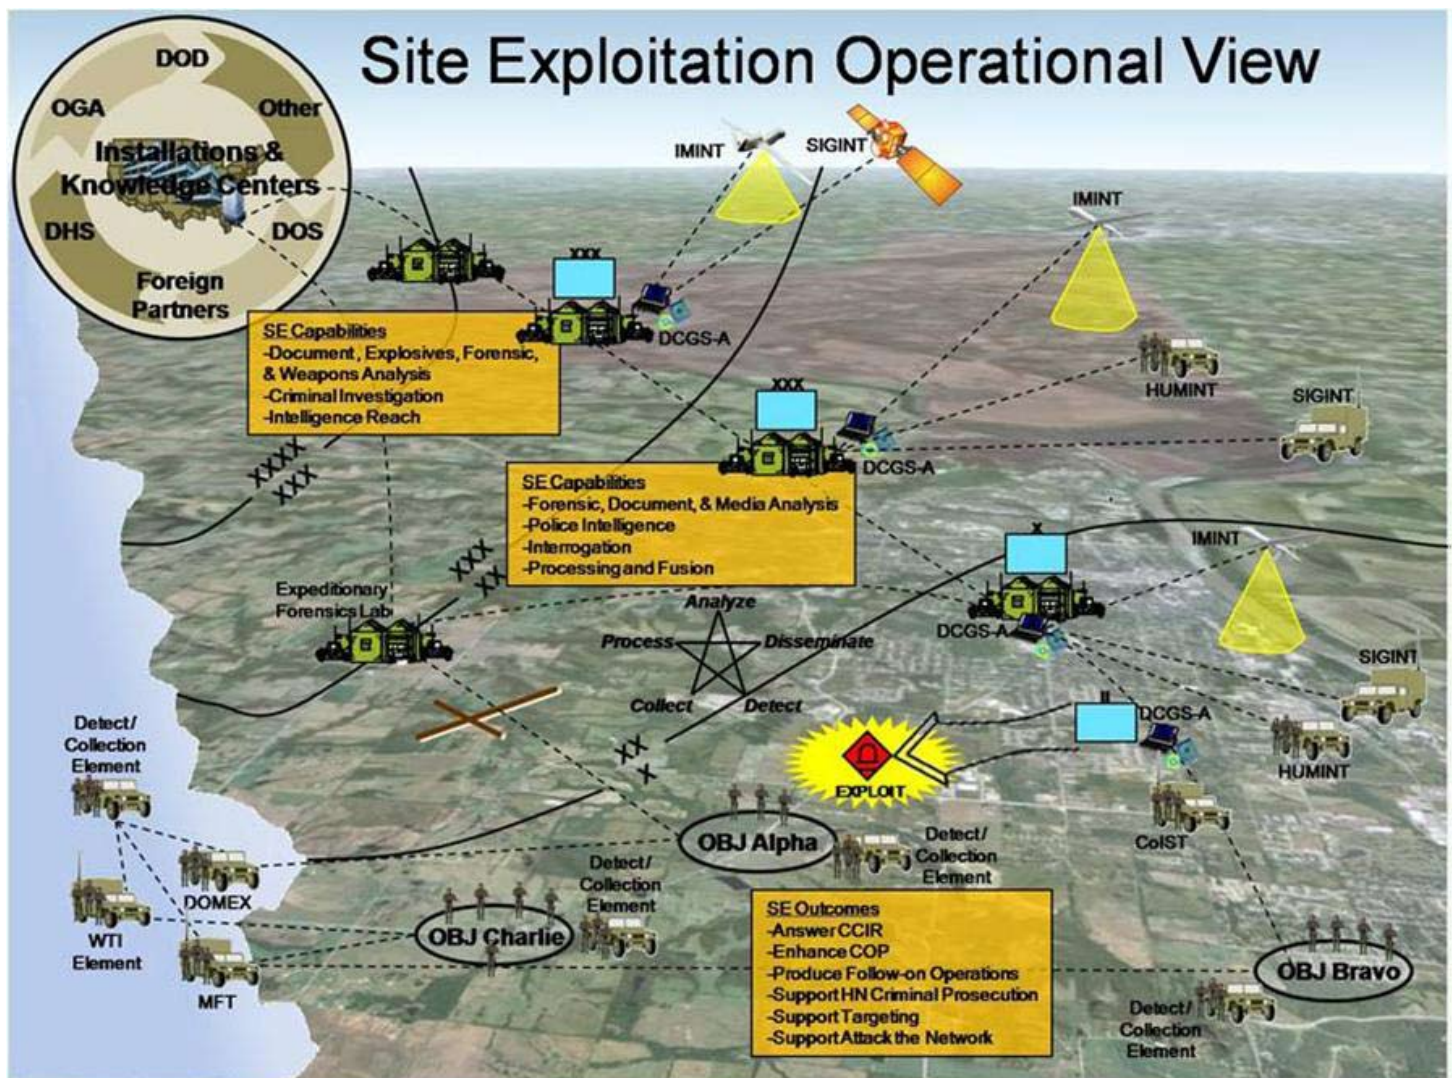 Site Exploitation Operational View
DOD
OGA
Other
Installations &
Knowledge Centers
DHS
DOS
Foreign
Partners
IMINT
SIGINT
IMINT
XXX
DCGS-A
SE Capabilities
-Document, Explosives, Forensic,
& Weapons Analysis
-Criminal Investigation
-Intelligence Reach
HUMINT
SIGINT
XXX
DCGS-A
XXXX
XXX
SE Capabilities
-Forensic, Document, & Media Analysis
-Police Intelligence
-Interrogation
-Processing and Fusion
XXX
XX
X
IMINT
DCGS-A
Expeditionary
Forensics Lab
Analyze
Process
Disseminate
Collect
Detect
SIGINT
HUMINT
II
DCGS-A
EXPLOIT
XX
X
CoIST
Detect /
Collection
Element
DOMEX
WTI
Element
MFT
OBJ Alpha
Detect /
Collection
Element
Detect /
Collection
Element
OBJ Charlie
SE Outcomes
-Answer CCIR
-Enhance COP
-Produce Follow-on Operations
-Support HN Criminal Prosecution
-Support Targeting
-Support Attack the Network
OBJ Bravo
Detect /
Collection
Element